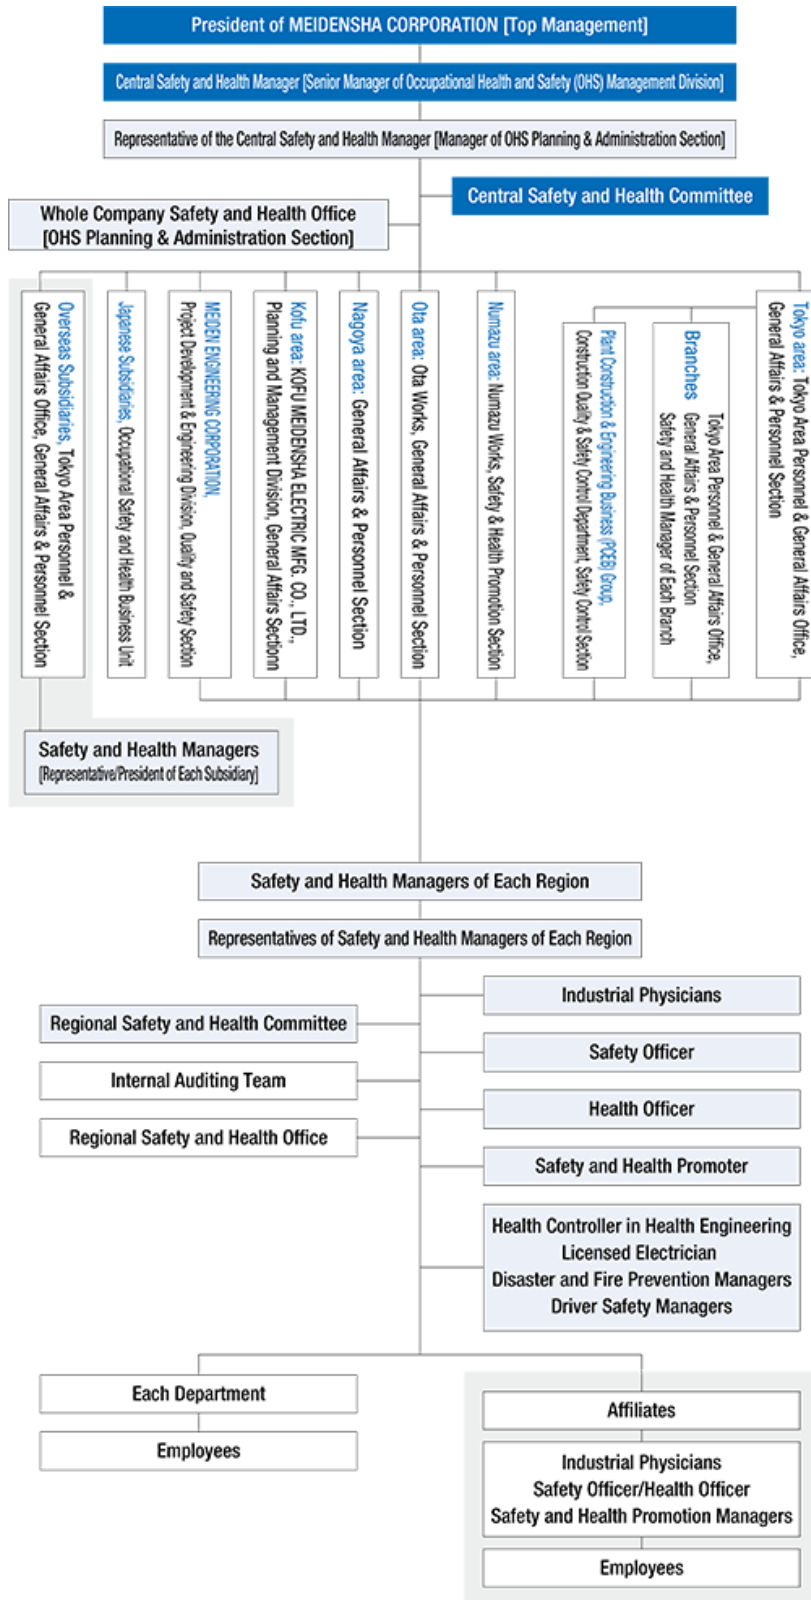 President of MEIDENSHA CORPORATION [Top Management]
Central Safety and Health Manager [Senior Manager of Occupational Health and Safety (OHS) Management Division]
Representative of the Central Safety and Health Manager [Manager of OHS Planning & Administration Section]
Central Safety and Health Committee
Whole Company Safety and Health Office
[OHS Planning & Administration Section]
Overseas Subsidiaries, Tokyo Area Personnel &
General Affairs Office, General Affairs & Personnel Section
Japanese Subsidiaries, Occupational Safety and Health Business Unit
MEIDEN ENGINEERING CORPORATION,
Project Development & Engineering Division, Quality and Safety Section
Kofu area: KOFU MEIDENSHA ELECTRIC MFG. CO., LTD.,
Planning and Management Division, General Affairs Sectionn
Nagoya area: General Affairs & Personnel Section
Ota area: Ota Works, General Affairs & Personnel Section
Numazu area: Numazu Works, Safety & Health Promotion Section
Plant Construction & Engineering Business (PCEB) Group,
Construction Quality & Safety Control Department, Safety Control Section
Branches
Tokyo Area Personnel & General Affairs Office,
General Affairs & Personnel Section
Safety and Health Manager of Each Branch
Tokyo area: Tokyo Area Personnel & General Affairs Office,
General Affairs & Personnel Section
Safety and Health Managers
[Representative/President of Each Subsidiary]
Safety and Health Managers of Each Region
Representatives of Safety and Health Managers of Each Region
Industrial Physicians
Regional Safety and Health Committee
Safety Officer
Internal Auditing Team
Health Officer
Regional Safety and Health Office
Safety and Health Promoter
Health Controller in Health Engineering
Licensed Electrician
Disaster and Fire Prevention Managers
Driver Safety Managers
Each Department
Employees
Affiliates
Industrial Physicians
Safety Officer/Health Officer
Safety and Health Promotion Managers
Employees